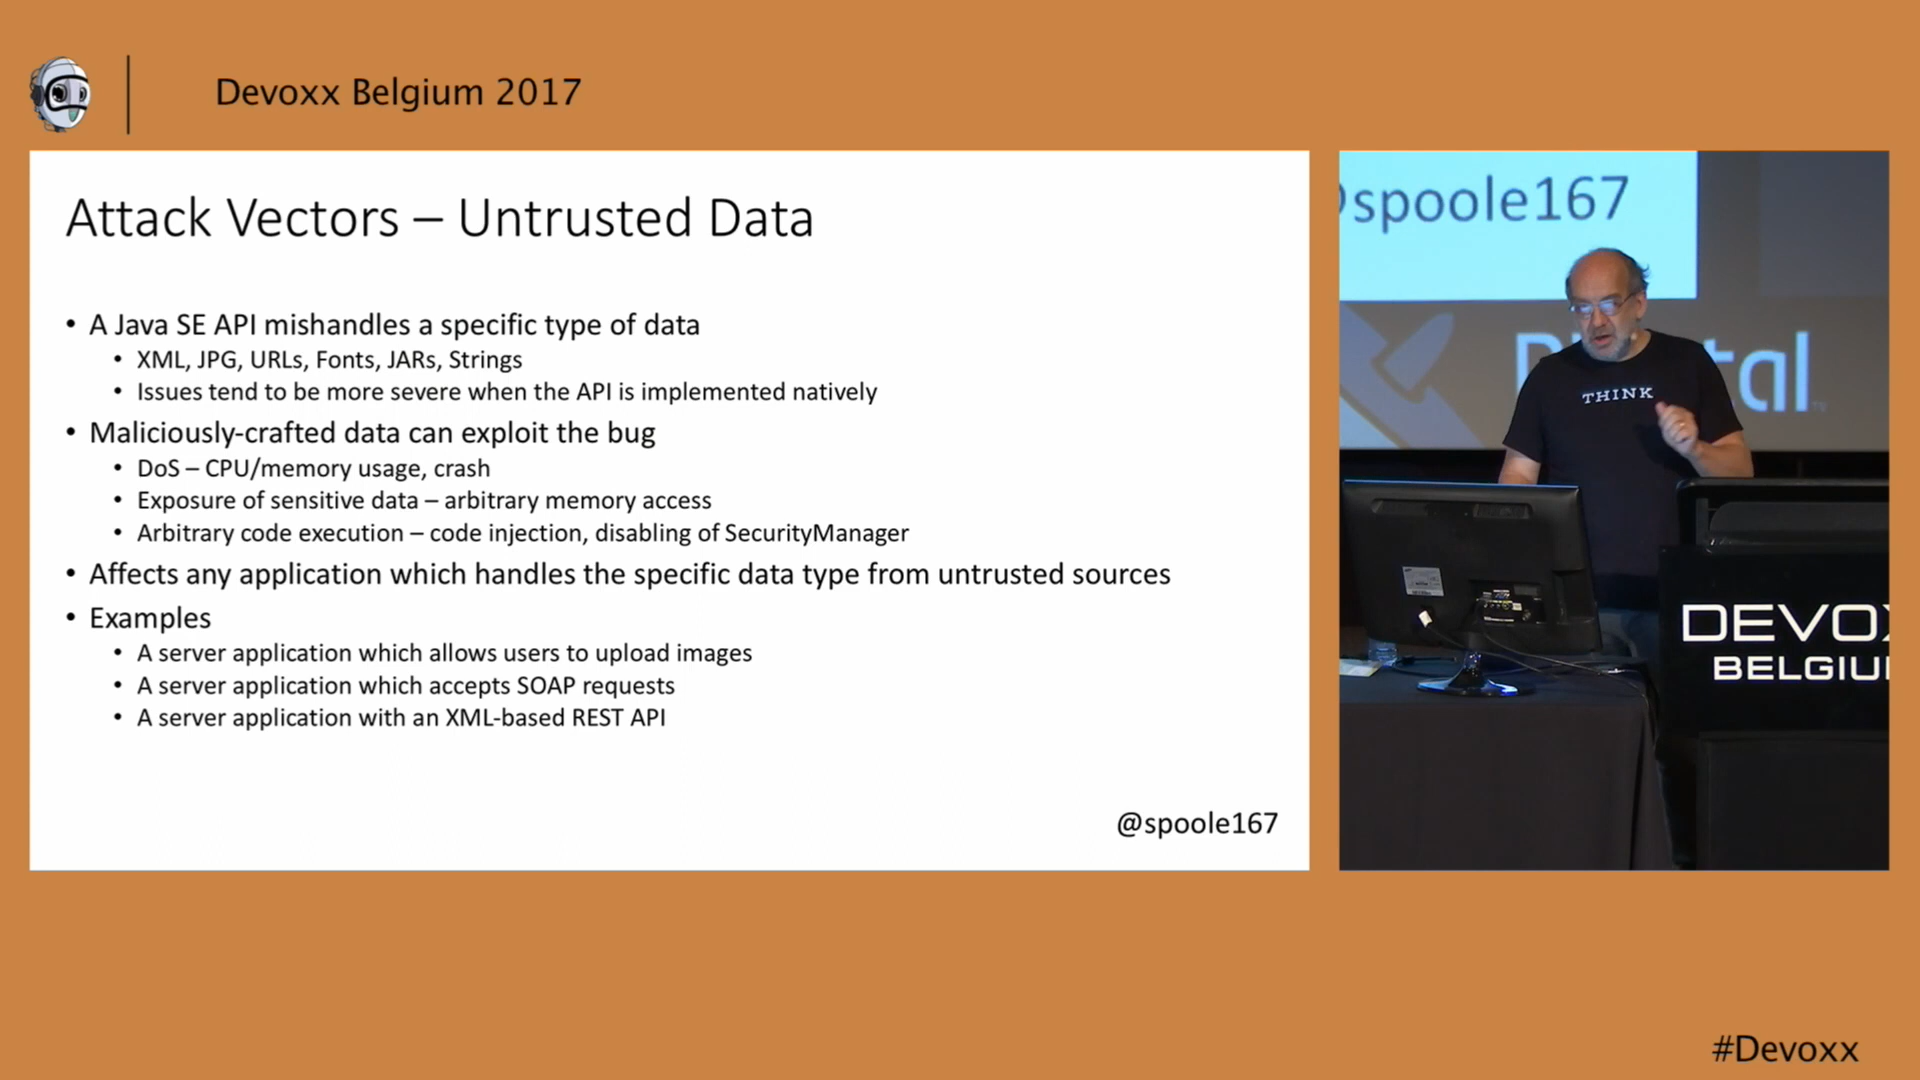 Devoxx Belgium 2017
Attack Vectors – Untrusted Data
• A Java SE API mishandles a specific type of data
• XML, JPG, URLs, Fonts, JARs, Strings
• Issues tend to be more severe when the API is implemented natively
• Maliciously-crafted data can exploit the bug
• DoS – CPU/memory usage, crash
• Exposure of sensitive data – arbitrary memory access
• Arbitrary code execution – code injection, disabling of SecurityManager
• Affects any application which handles the specific data type from untrusted sources
• Examples
• A server application which allows users to upload images
• A server application which accepts SOAP requests
• A server application with an XML-based REST API
@spoole167
spoole167
tal
THINK
DEVOX
BELGIU
#Devoxx